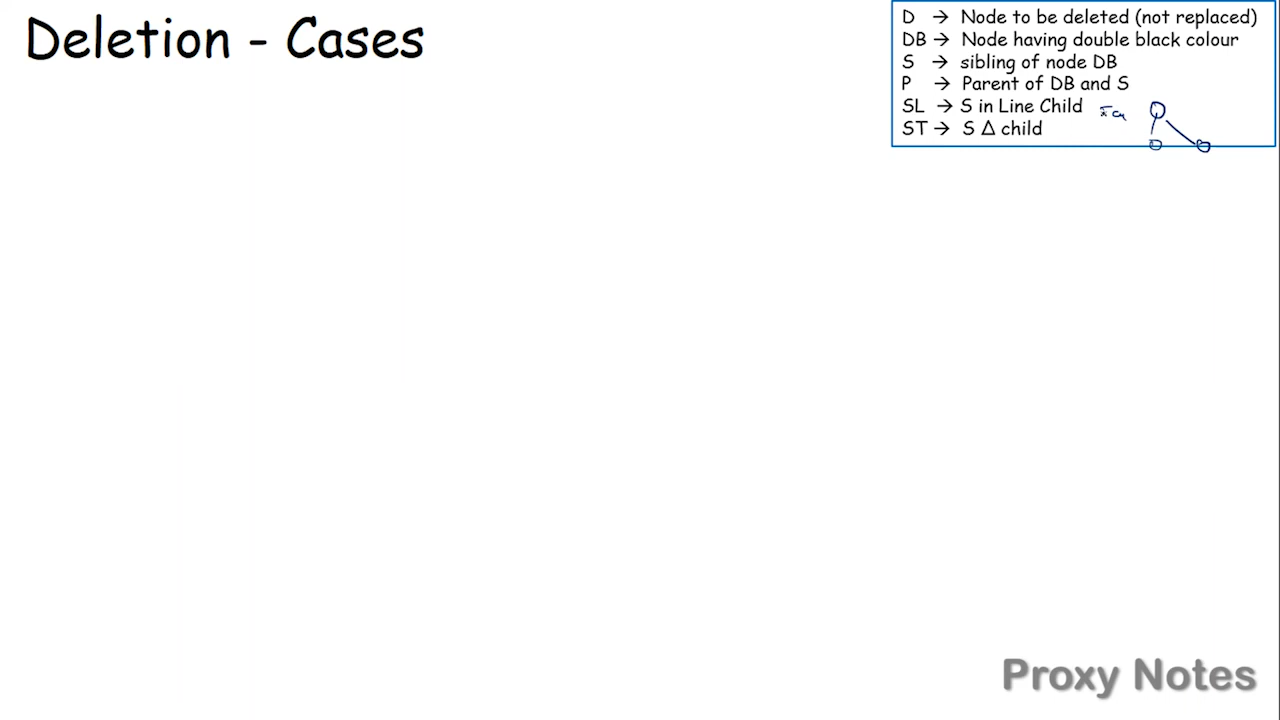 Deletion - Cases
D → Node to be deleted (not replaced)
DB → Node having double black colour
S → sibling of node DB
P → Parent of DB and S
SL → S in Line Child
ST → S Δ child
Proxy Notes